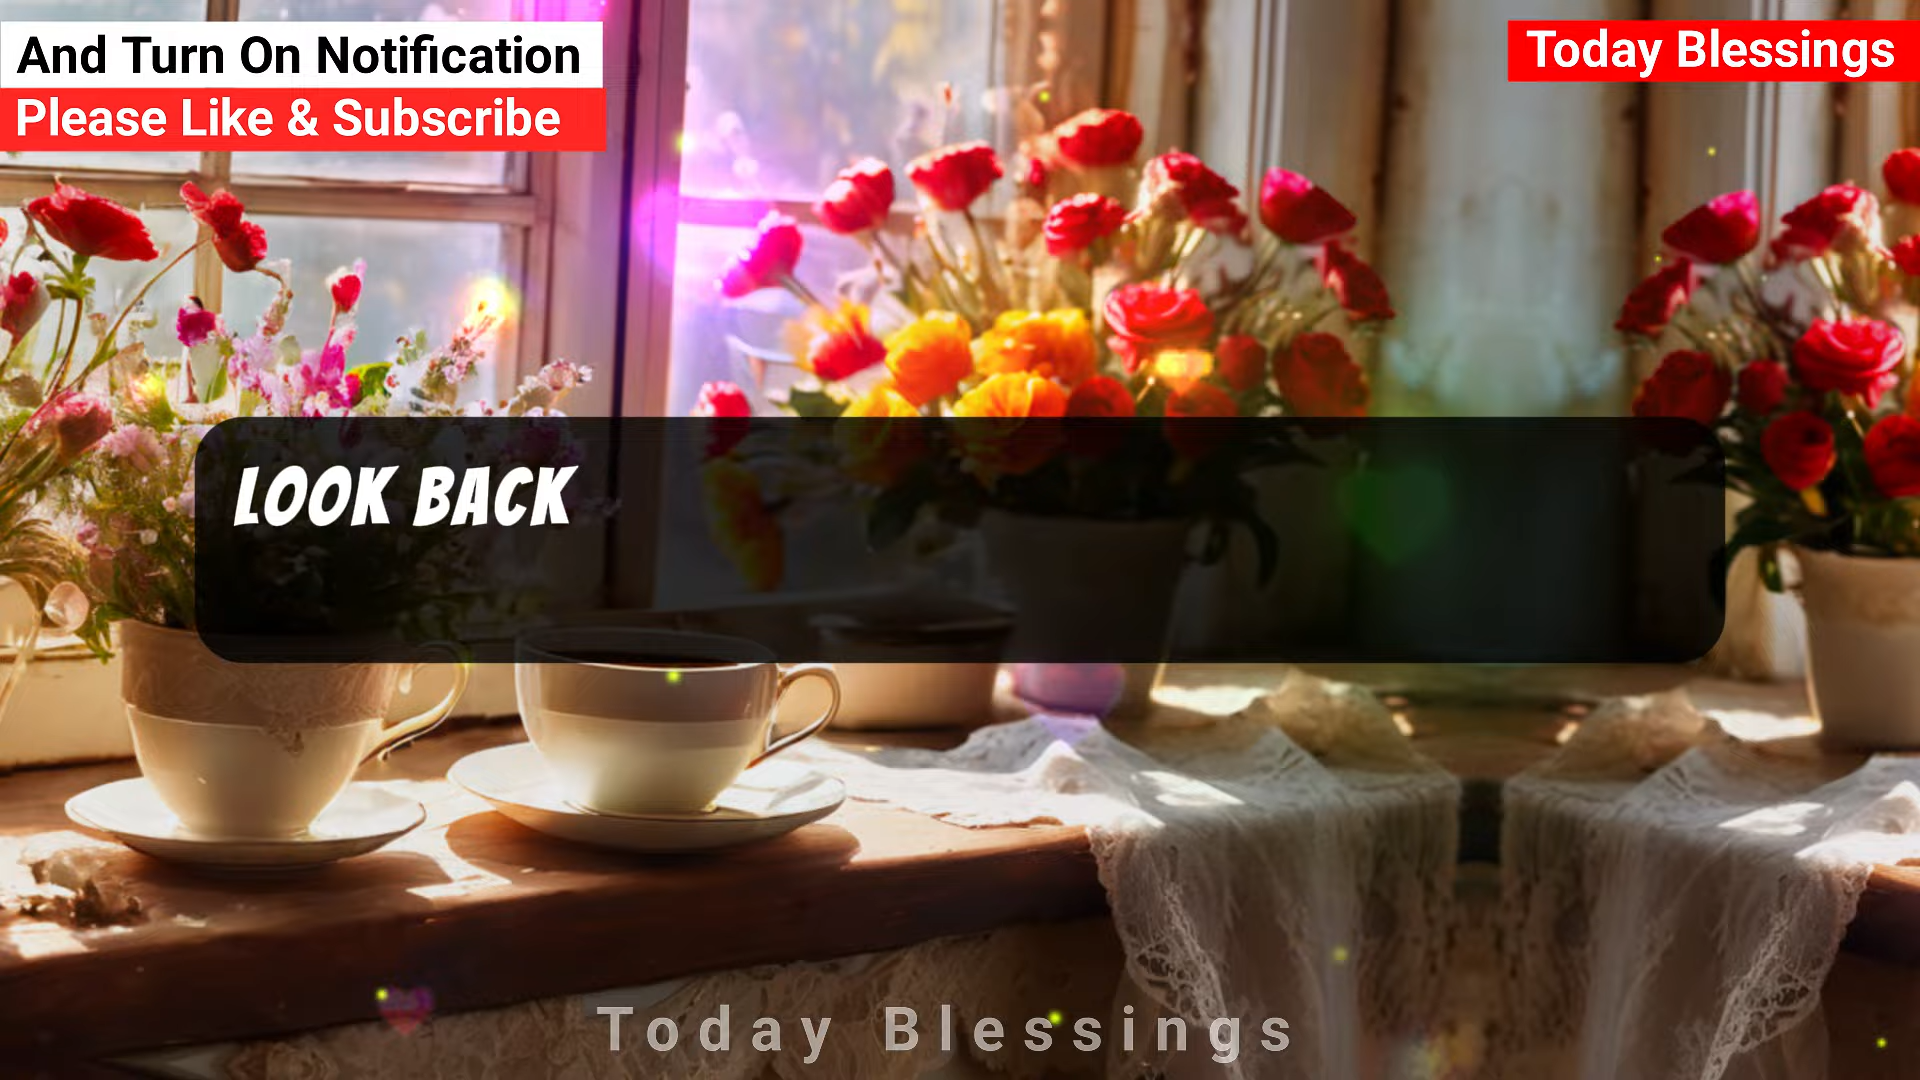 And Turn On Notification
Please Like & Subscribe
Today Blessings
LOOK BACK
Today Blessings